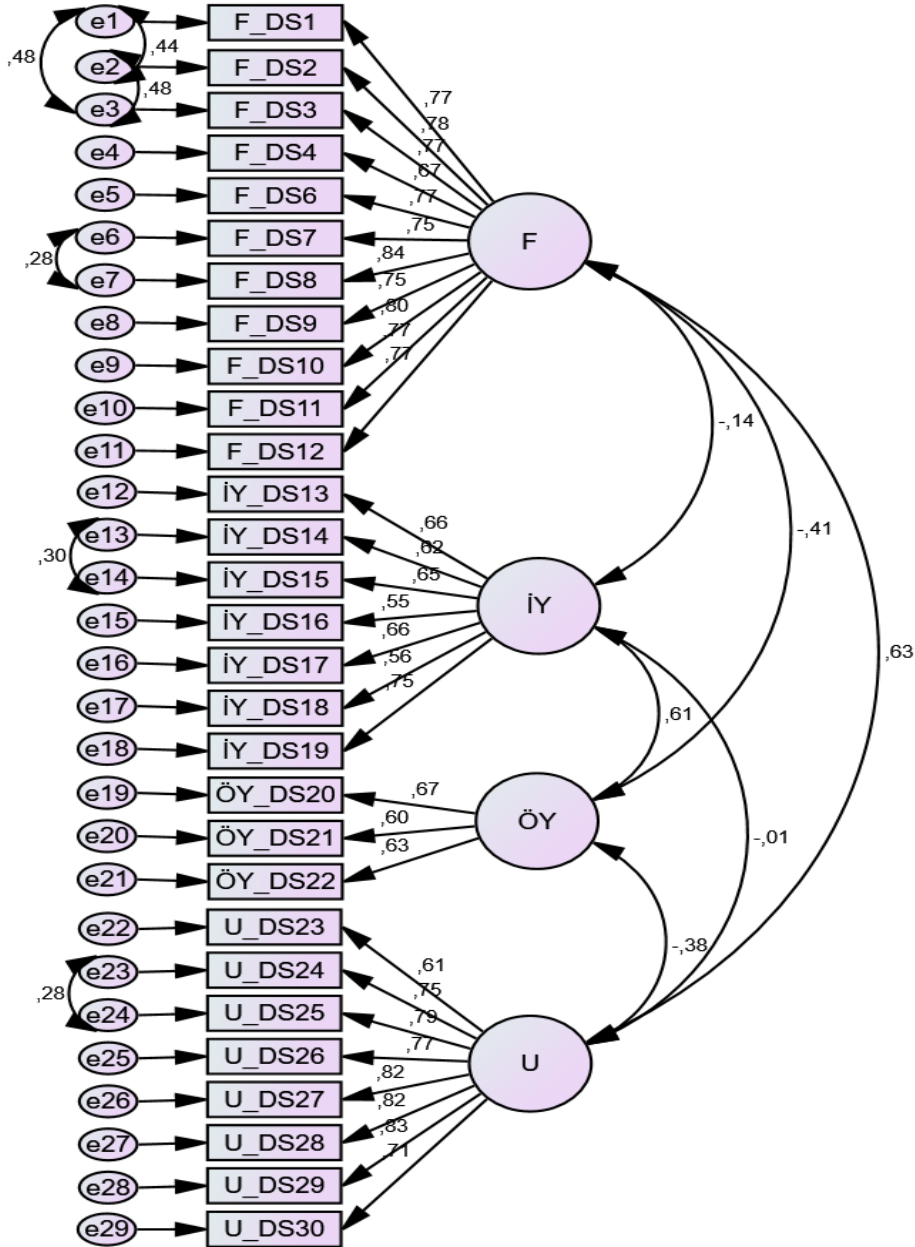 e1 F_DS1
,48 ,44
e2 F_DS2
,48
e3 F_DS3
,77
e4 F_DS4
,78
,77
e5 F_DS6
,67
,77
e6 F_DS7
,75
F
,28
e7 F_DS8
,84
,75
e8 F_DS9
,80
e9 F_DS10
,77
,77
e10 F_DS11
-,14
e11 F_DS12
e12 İY_DS13
,66
e13 İY_DS14
-,41
,62
,30
e14 İY_DS15
,65
İY
e15 İY_DS16
,55
,66
e16 İY_DS17
,56
,63
e17 İY_DS18
,75
,61
e18 İY_DS19
e19 ÖY_DS20
,67
ÖY
e20 ÖY_DS21
,60
-,01
e21 ÖY_DS22
,63
e22 U_DS23
-,38
e23 U_DS24
,61
,28
,75
e24 U_DS25
,79
e25 U_DS26
,77
U
e26 U_DS27
,82
,82
e27 U_DS28
,83
,71
e28 U_DS29
e29 U_DS30